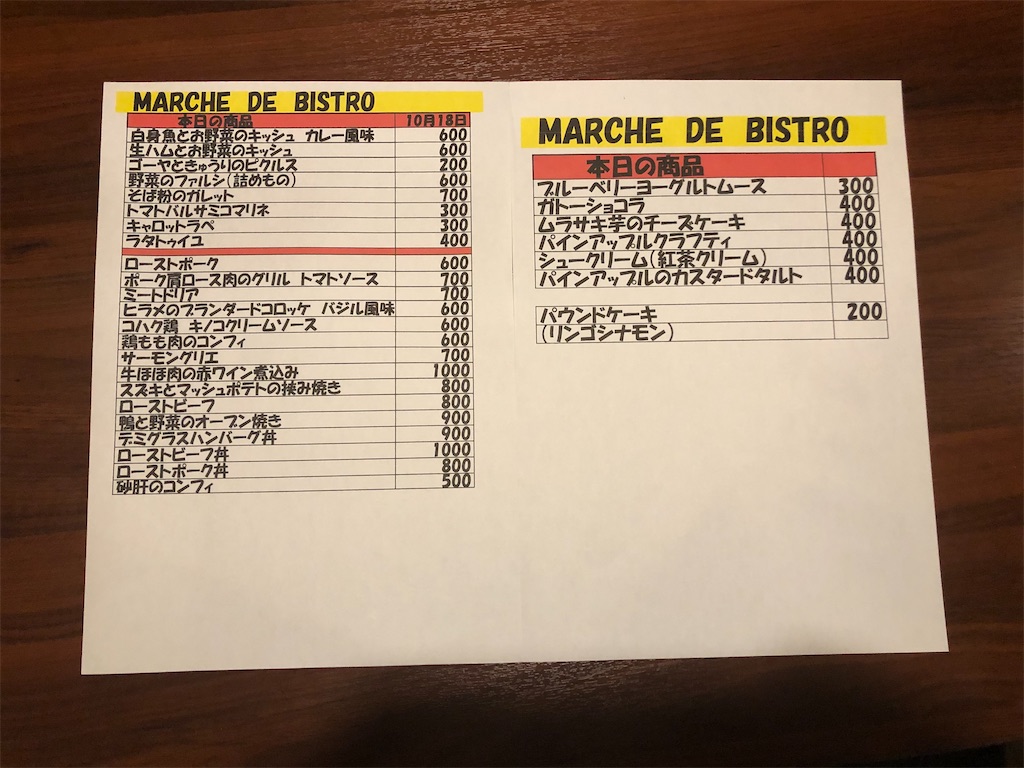 MARCHE DE BISTRO
本日の商品 10月18日
白身魚とお野菜のキッシュ カレー風味 600
生ハムとお野菜のキッシュ 600
ゴーヤときゅうりのピクルス 200
野菜のファルシ(詰めもの) 600
そば粉のガレット 700
トマトバルサミコマリネ 300
キャロットラペ 300
ラタトゥイユ 400
ローストポーク 600
ポーク肩ロース肉のグリル トマトソース 700
ミートドリア 700
ヒラメのブランダードコロッケ バジル風味 600
コハク鶏 キノコクリームソース 600
鶏もも肉のコンフィ 600
サーモングリエ 700
牛ほほ肉の赤ワイン煮込み 1000
スズキとマッシュポテトの挟み焼き 800
ローストビーフ 800
鴨と野菜のオーブン焼き 900
デミグラスハンバーグ丼 900
ローストビーフ丼 1000
ローストポーク丼 800
砂肝のコンフィ 500
MARCHE DE BISTRO
本日の商品
ブルーベリーヨーグルトムース 300
ガトーショコラ 400
ムラサキ芋のチーズケーキ 400
パインアップルクラフティ 400
シュークリーム(紅茶クリーム) 400
パインアップルのカスタードタルト 400
パウンドケーキ 200
(リンゴシナモン)